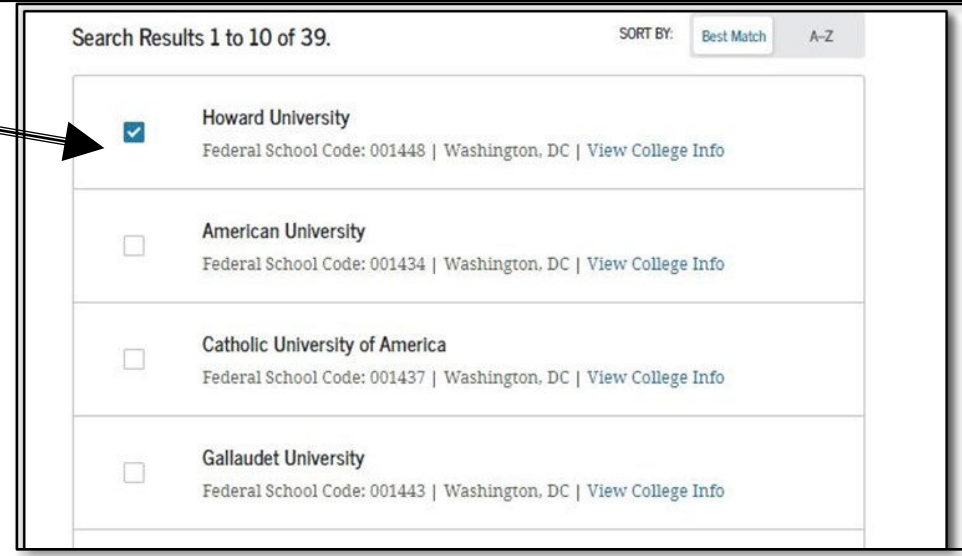 Search Results 1 to 10 of 39. SORT BY: Best Match A–Z
Howard University
Federal School Code: 001448 | Washington, DC | View College Info
American University
Federal School Code: 001434 | Washington, DC | View College Info
Catholic University of America
Federal School Code: 001437 | Washington, DC | View College Info
Gallaudet University
Federal School Code: 001443 | Washington, DC | View College Info